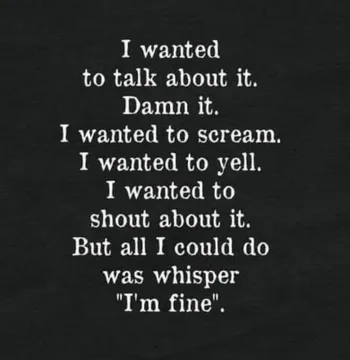 I wanted
to talk about it.
Damn it.
I wanted to scream.
I wanted to yell.
I wanted to
shout about it.
But all I could do
was whisper
"I'm fine".